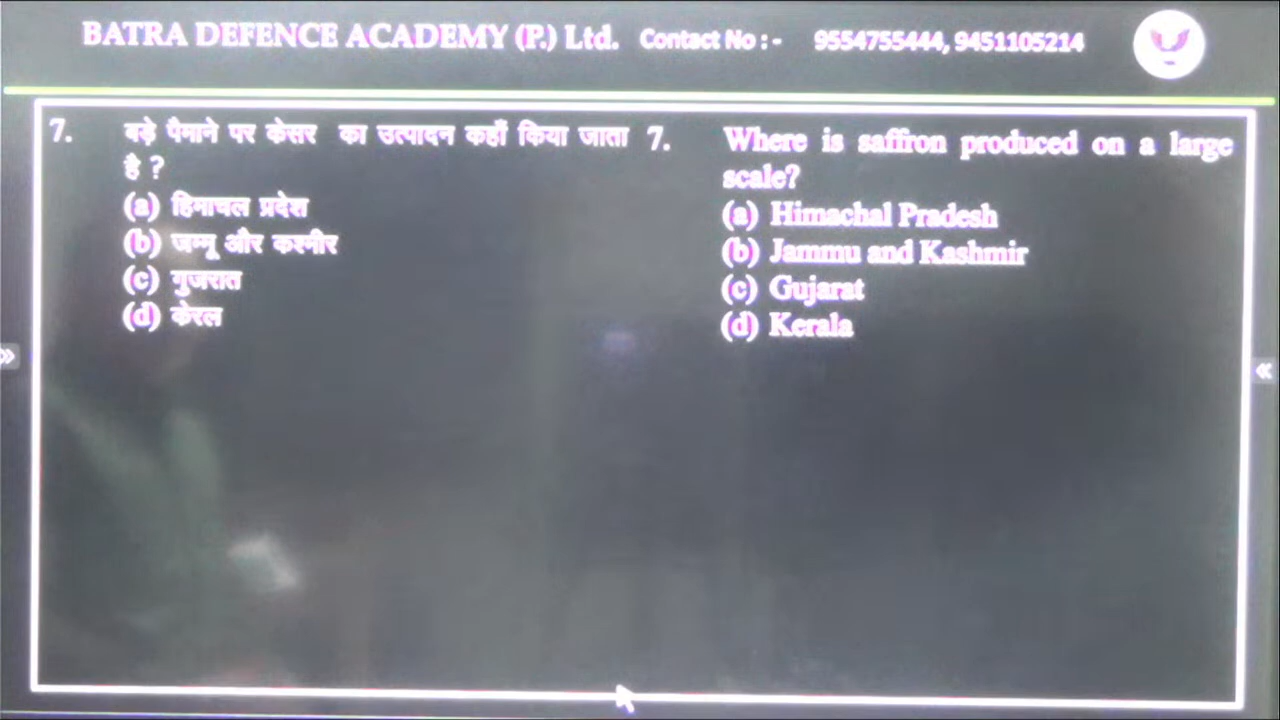 BATRA DEFENCE ACADEMY (P.) Ltd. Contact No :- 9554755444, 9451105214
7. बड़े पैमाने पर केसर का उत्पादन कहाँ किया जाता
है ?
(a) हिमाचल प्रदेश
(b) जम्मू और कश्मीर
(c) गुजरात
(d) केरल
7. Where is saffron produced on a large
scale?
(a) Himachal Pradesh
(b) Jammu and Kashmir
(c) Gujarat
(d) Kerala